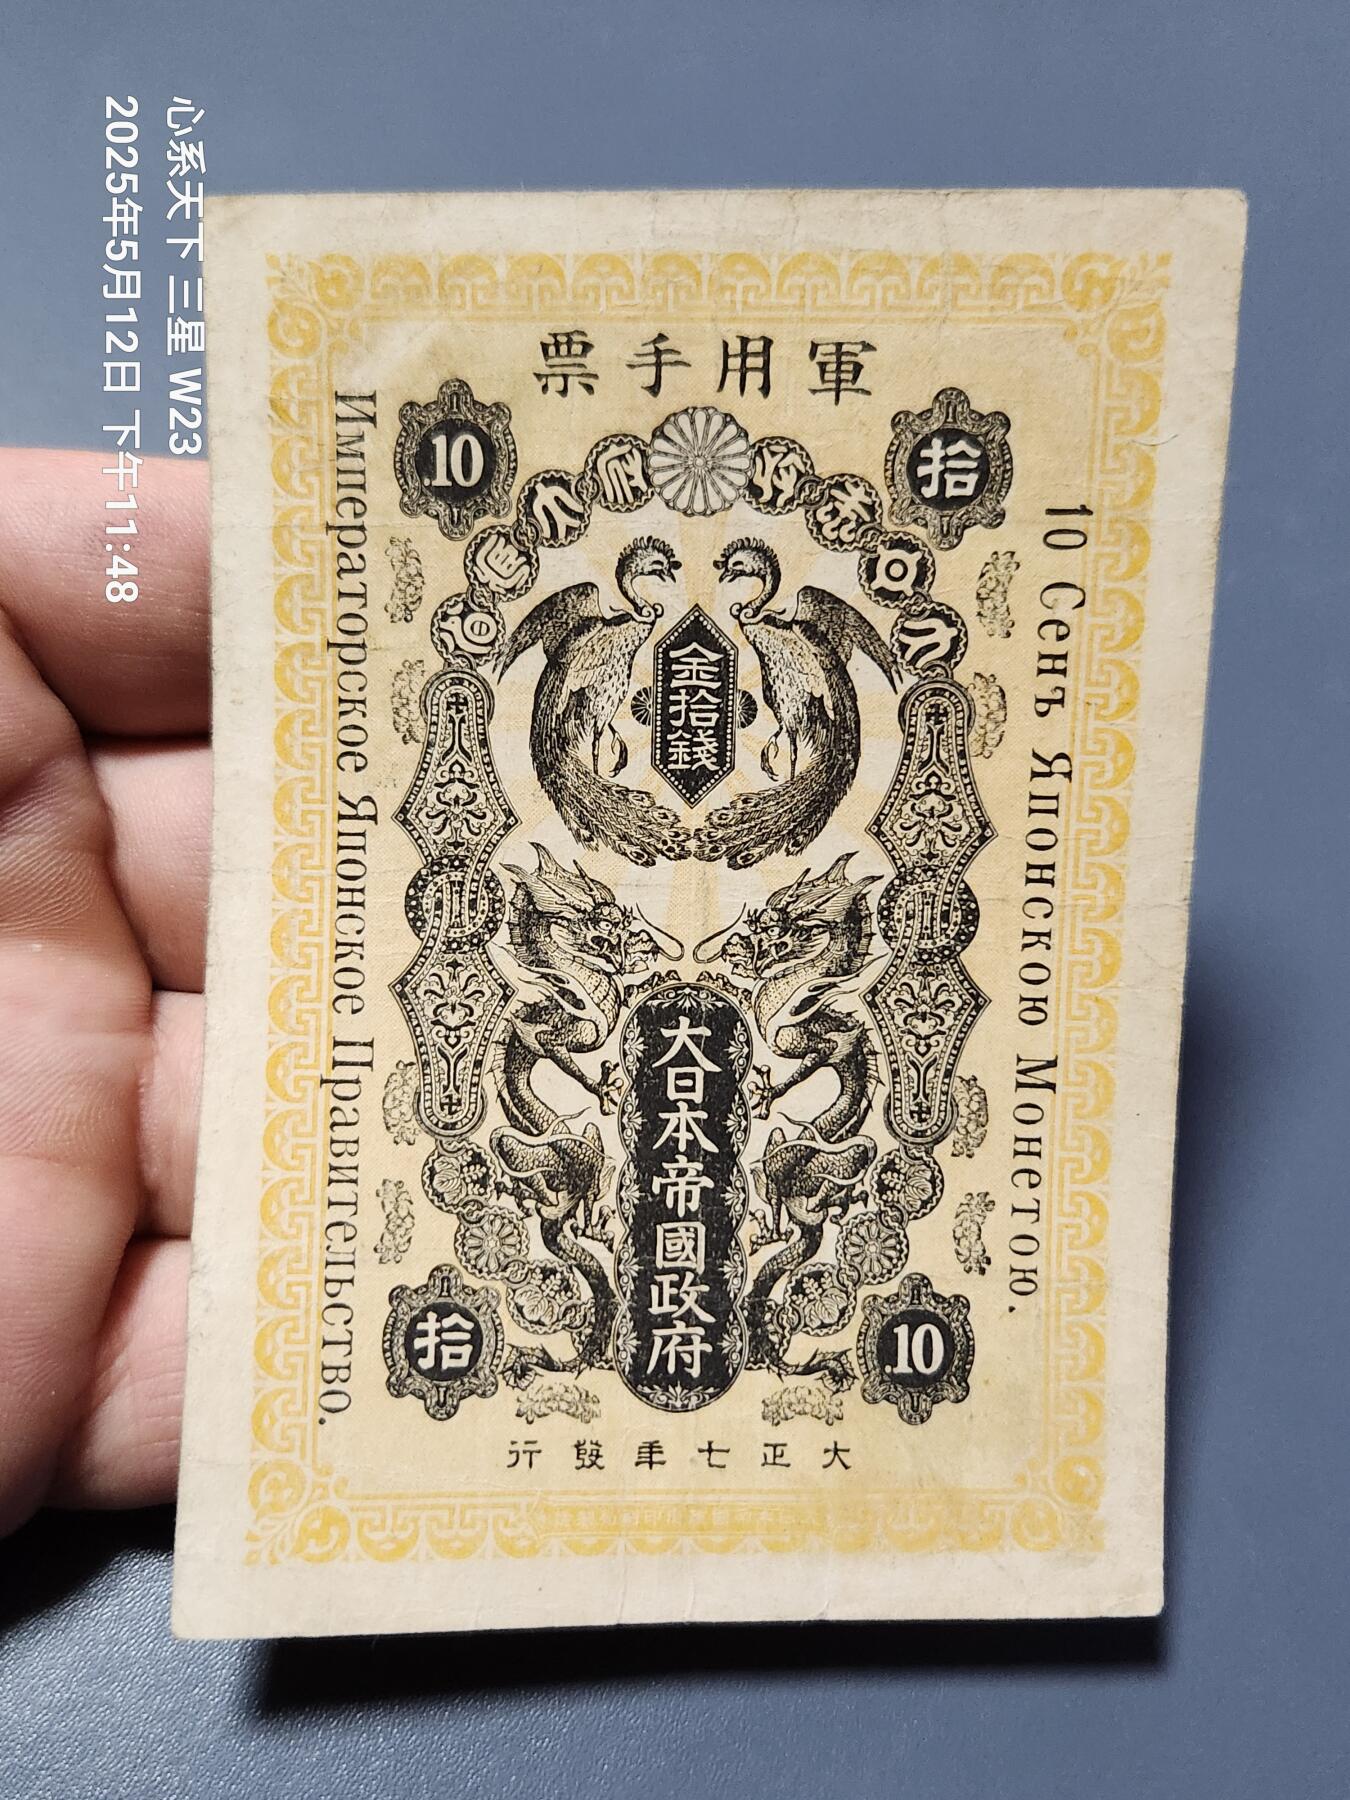 心系天下 三星 W23
2025年5月12日 下午11:48
軍用手票
.10
拾
金拾錢
大日本帝國政府
Императорское Японское Правительство.
10 Сенъ Японскою Монетою.
拾
.10
大正七年發行